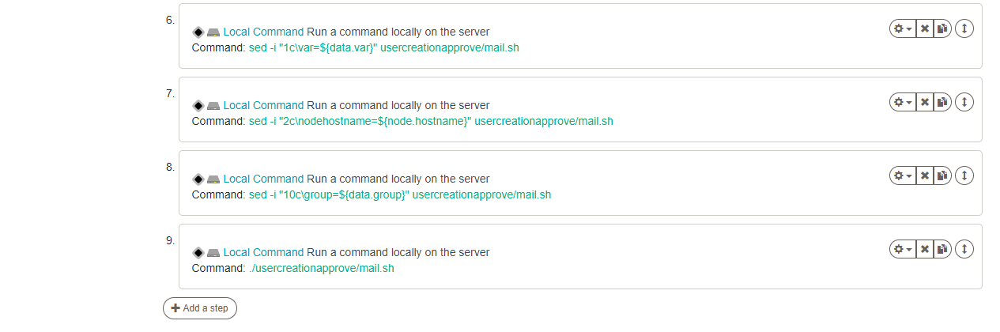 6.
Local Command Run a command locally on the server
Command: sed -i "1c\var=${data.var}" usercreationapprove/mail.sh
7.
Local Command Run a command locally on the server
Command: sed -i "2c\nodehostname=${node.hostname}" usercreationapprove/mail.sh
8.
Local Command Run a command locally on the server
Command: sed -i "10c\group=${data.group}" usercreationapprove/mail.sh
9.
Local Command Run a command locally on the server
Command: ./usercreationapprove/mail.sh
Add a step